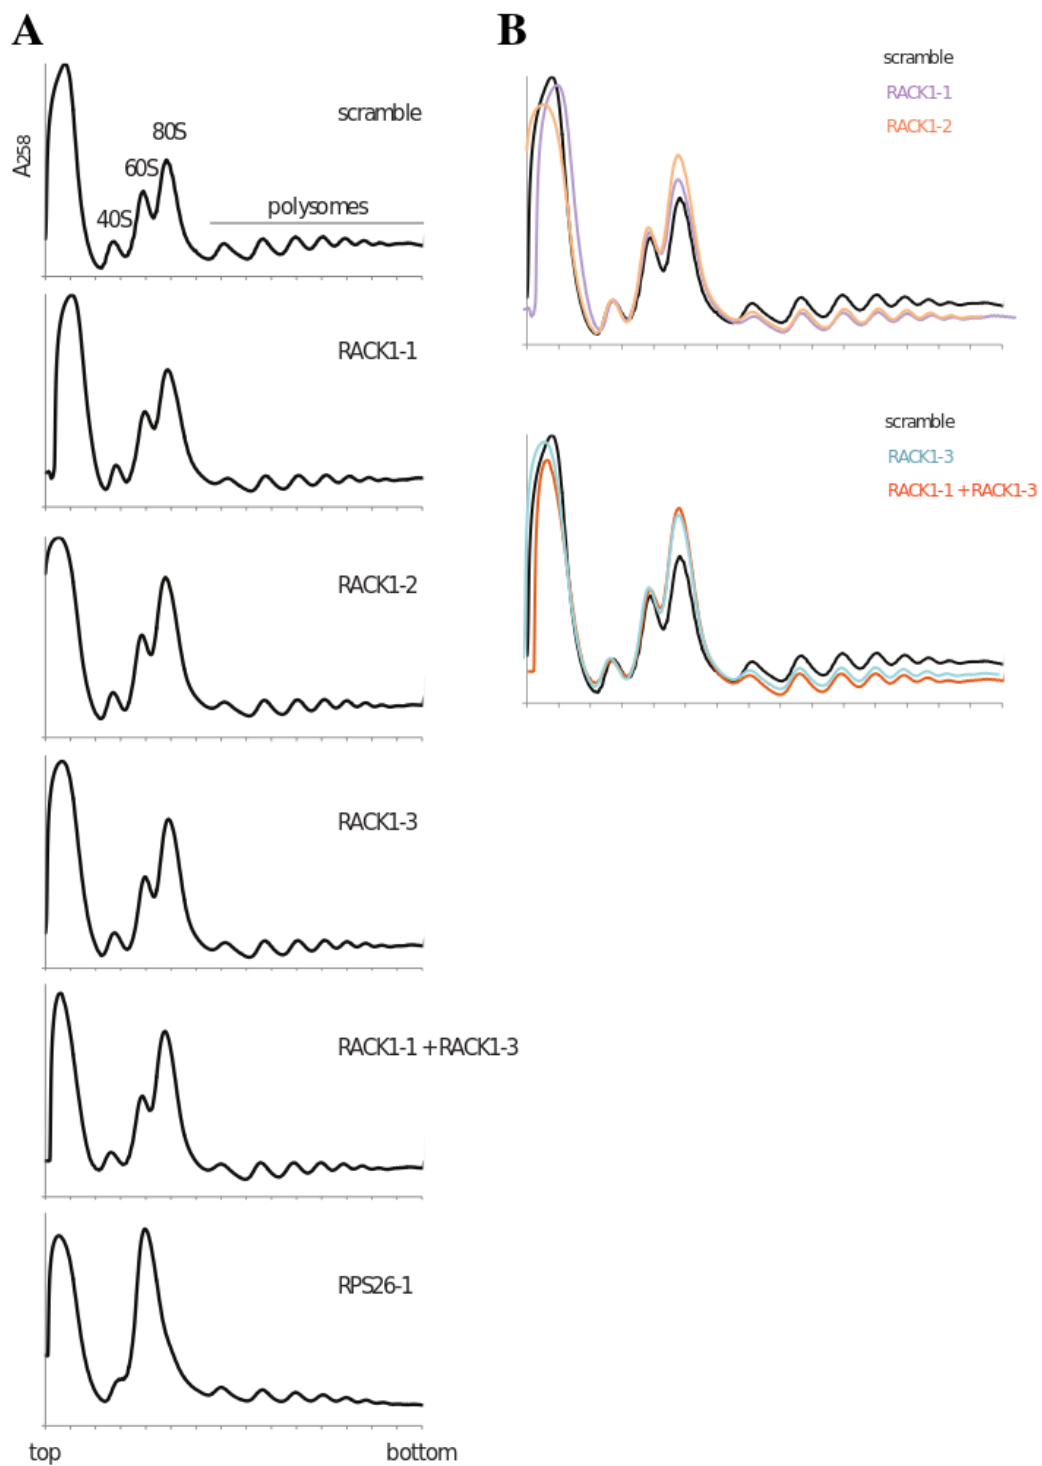 A
A258
scramble
40S
60S
80S
polysomes
RACK1-1
RACK1-2
RACK1-3
RACK1-1 + RACK1-3
RPS26-1
top
bottom
B
scramble
RACK1-1
RACK1-2
scramble
RACK1-3
RACK1-1 + RACK1-3